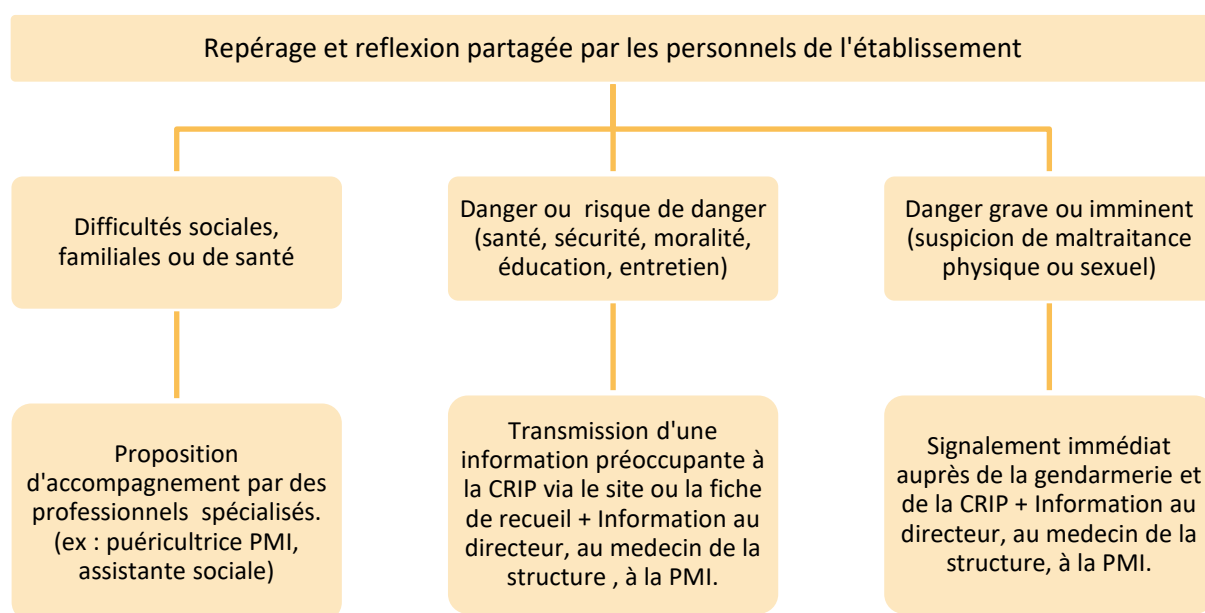 Repérage et reflexion partagée par les personnels de l'établissement
Difficultés sociales,
familiales ou de santé
Danger ou risque de danger
(santé, sécurité, moralité,
éducation, entretien)
Danger grave ou imminent
(suspicion de maltraitance
physique ou sexuel)
Proposition
d'accompagnement par des
professionnels spécialisés.
(ex : puéricultrice PMI,
assistante sociale)
Transmission d'une
information préoccupante à
la CRIP via le site ou la fiche
de recueil + Information au
directeur, au medecin de la
structure , à la PMI.
Signalement immédiat
auprès de la gendarmerie et
de la CRIP + Information au
directeur, au medecin de la
structure, à la PMI.